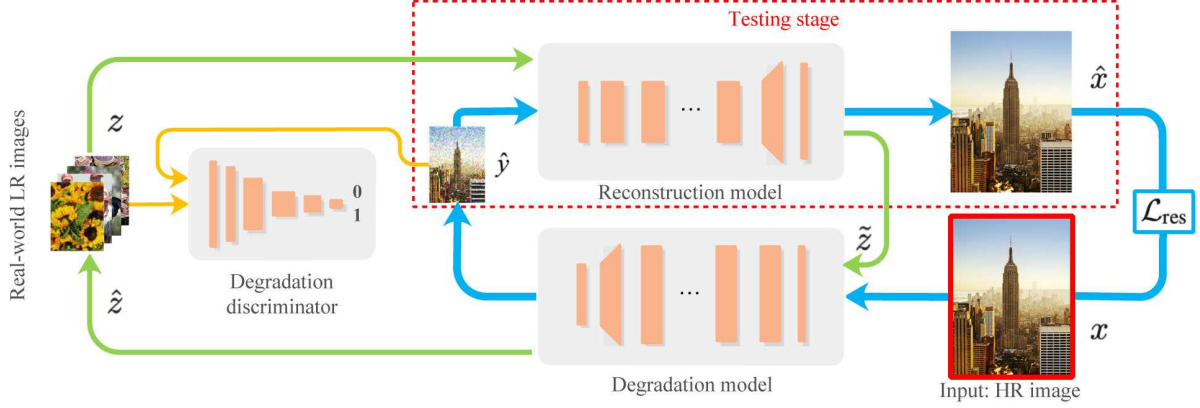 Testing stage
Real-world LR images
z
ŷ
x̂
...
Reconstruction model
0
1
Degradation
discriminator
ẑ
z̃
ℒres
...
x
Degradation model
Input: HR image